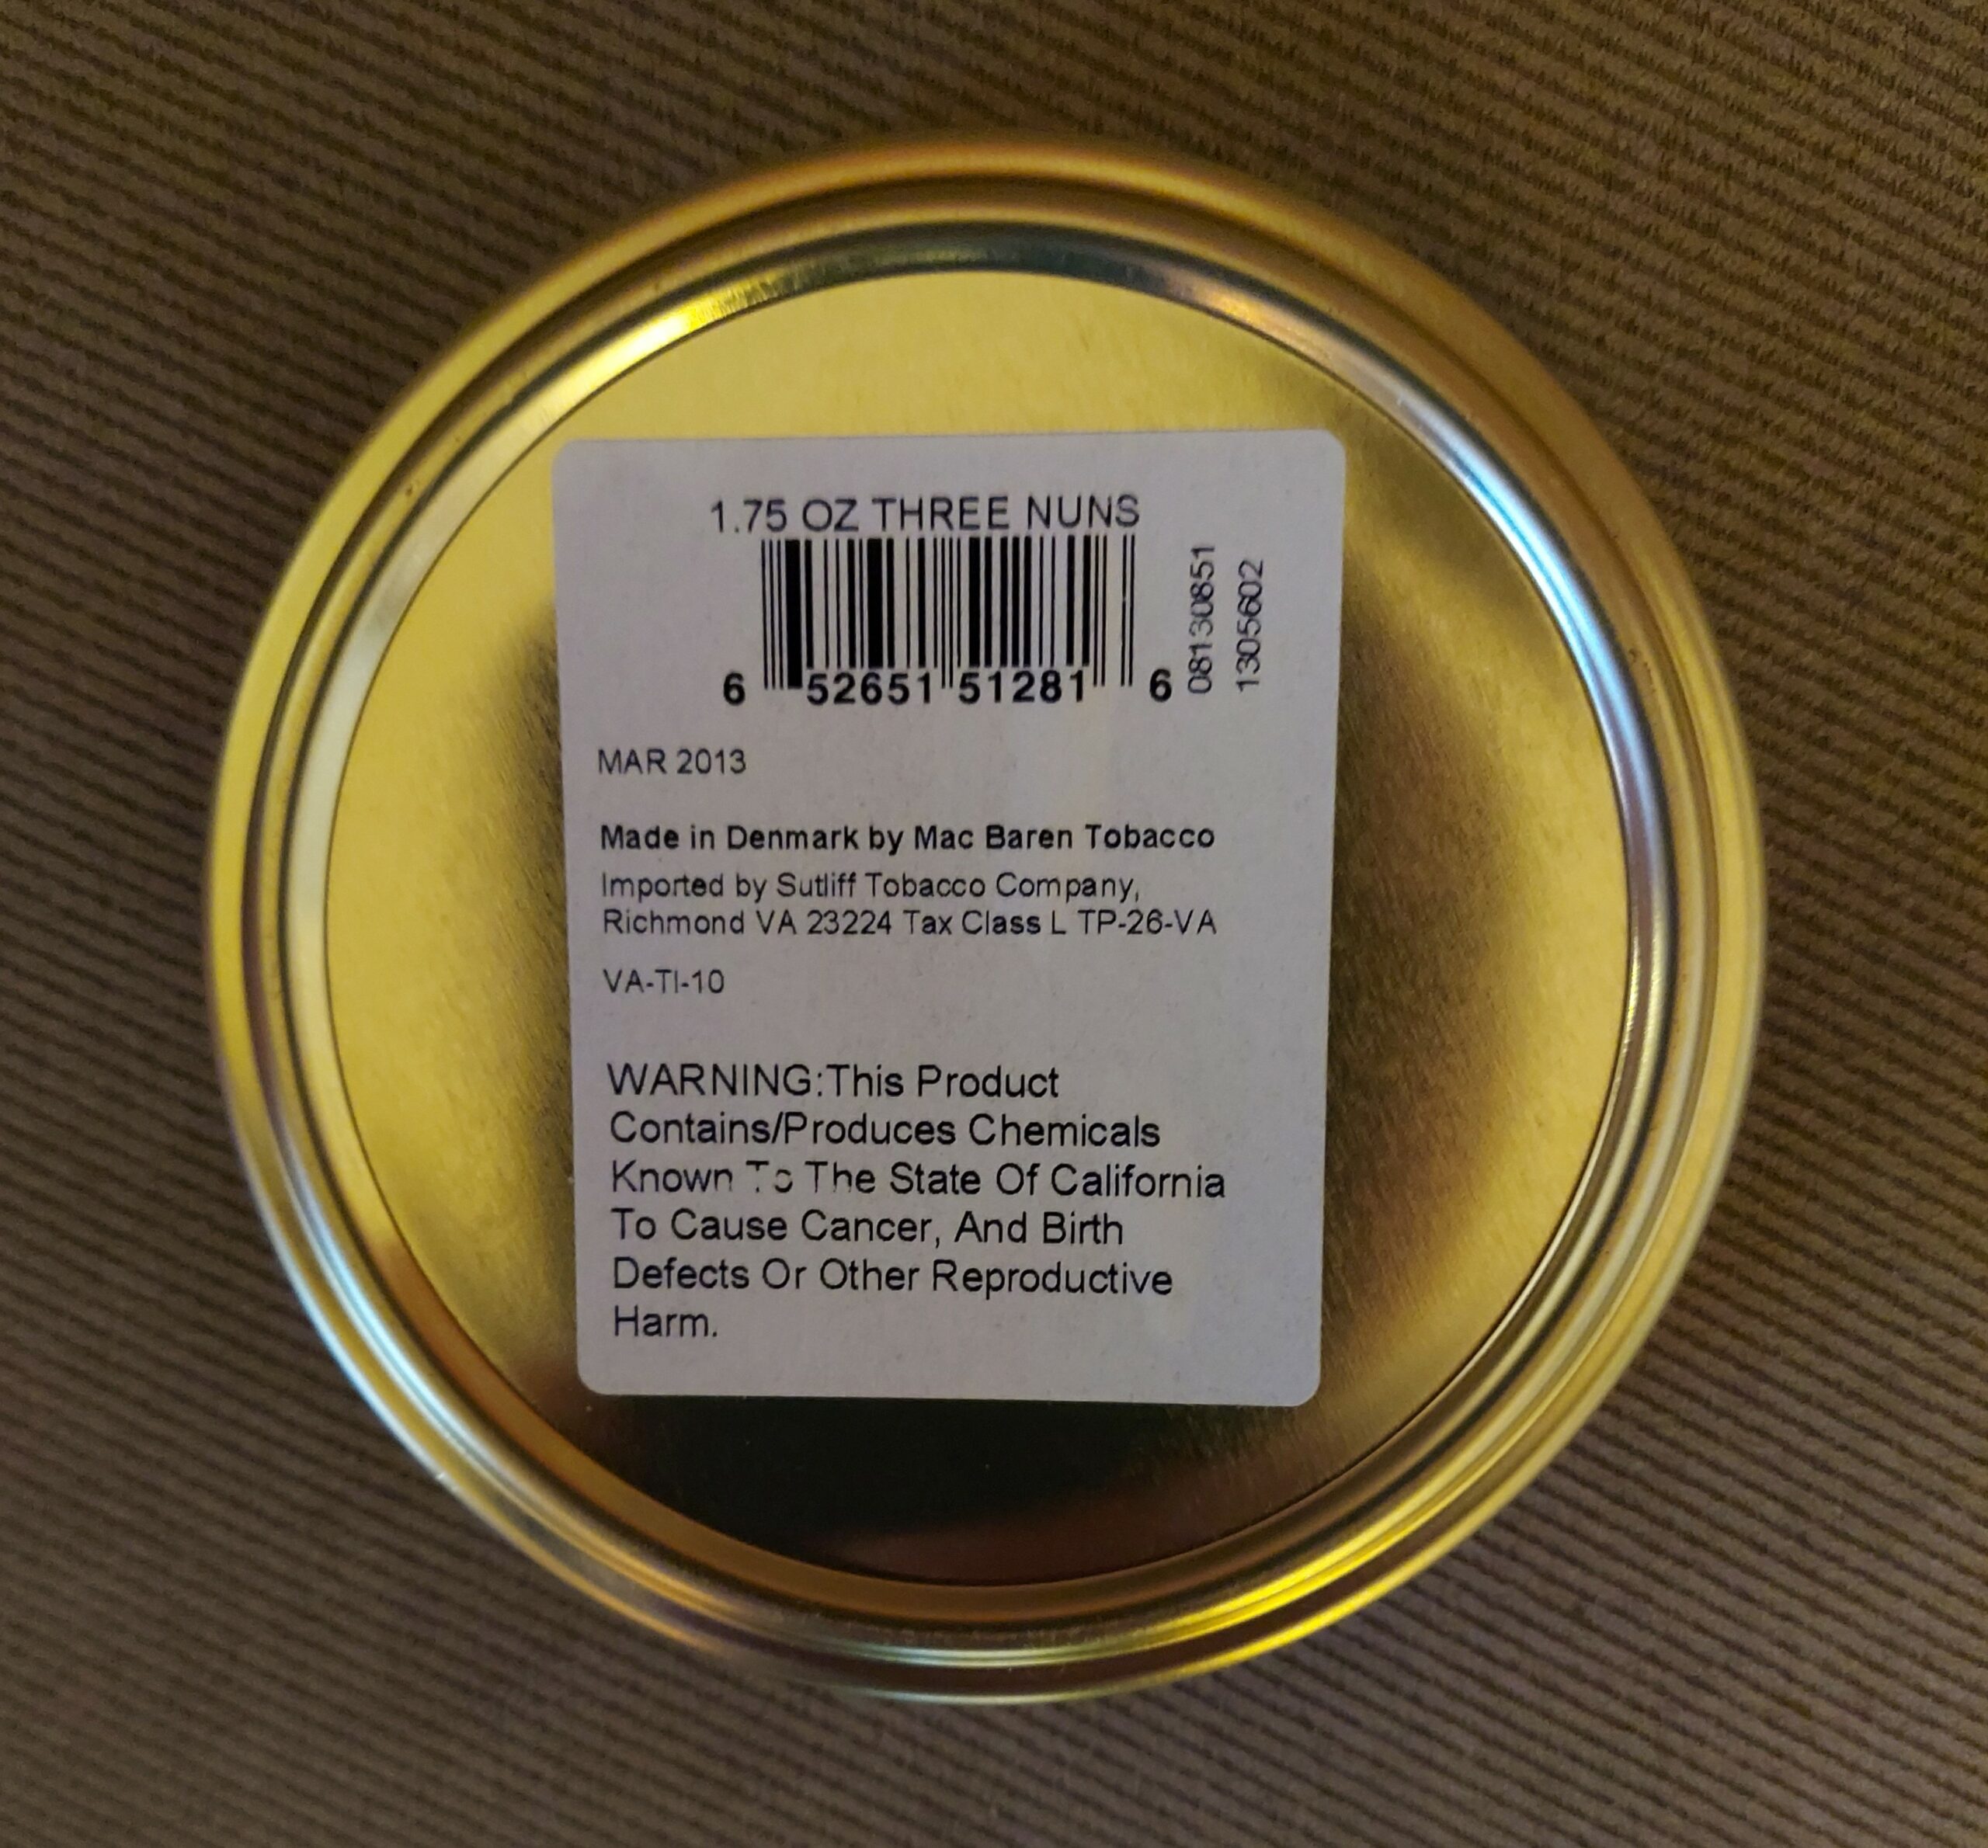 1.75 OZ THREE NUNS
6 52651 51281 6
08130851
1305602
MAR 2013
Made in Denmark by Mac Baren Tobacco
Imported by Sutliff Tobacco Company,
Richmond VA 23224 Tax Class L TP-26-VA
VA-TI-10
WARNING:This Product
Contains/Produces Chemicals
Known To The State Of California
To Cause Cancer, And Birth
Defects Or Other Reproductive
Harm.